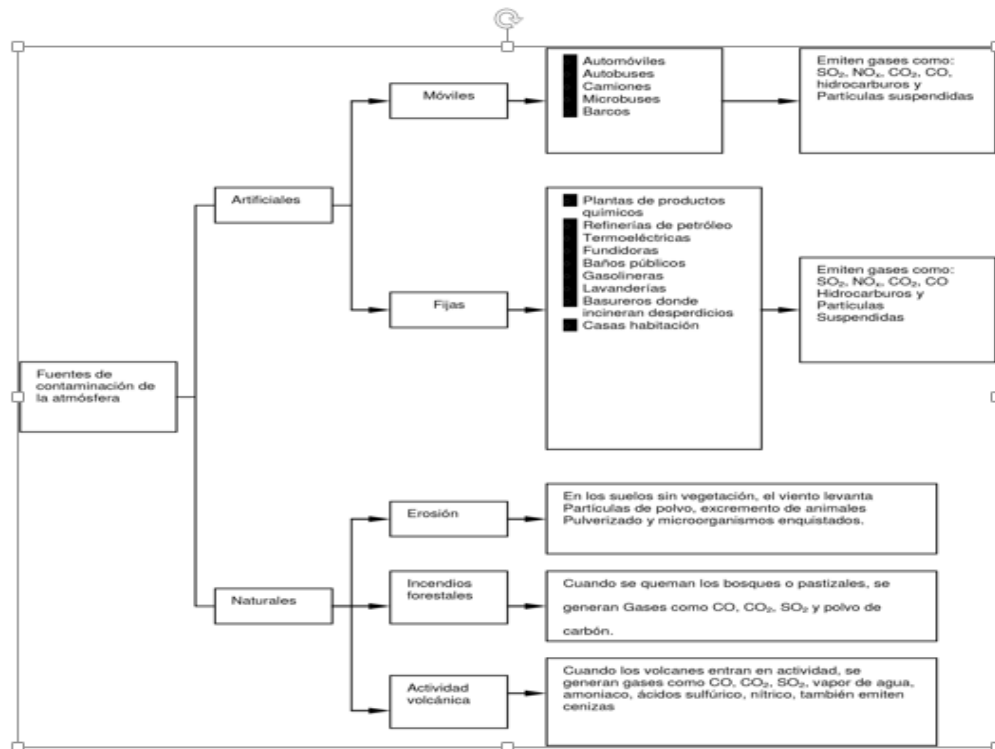 Fuentes de
contaminación de
la atmósfera
Artificiales
Móviles
Automóviles
Autobuses
Camiones
Microbuses
Barcos
Emiten gases como:
SO₂, NOₓ, CO₂, CO,
hidrocarburos y
Partículas suspendidas
Fijas
Plantas de productos
químicos
Refinerías de petróleo
Termoeléctricas
Fundidoras
Baños públicos
Gasolineras
Lavanderías
Basureros donde
incineran desperdicios
Casas habitación
Emiten gases como:
SO₂, NOₓ, CO₂, CO
Hidrocarburos y
Partículas
Suspendidas
Naturales
Erosión
En los suelos sin vegetación, el viento levanta
Partículas de polvo, excremento de animales
Pulverizado y microorganismos enquistados.
Incendios
forestales
Cuando se queman los bosques o pastizales, se
generan Gases como CO, CO₂, SO₂ y polvo de
carbón.
Actividad
volcánica
Cuando los volcanes entran en actividad, se
generan gases como CO, CO₂, SO₂, vapor de agua,
amoniaco, ácidos sulfúrico, nítrico, también emiten
cenizas